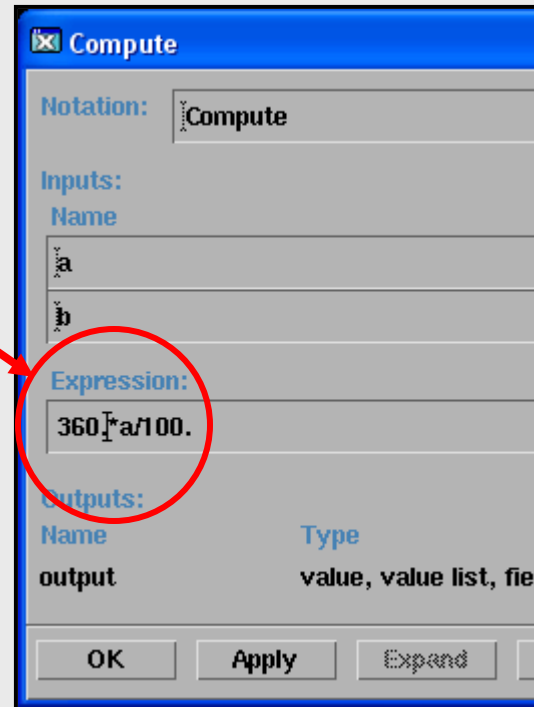 Compute
Notation: Compute
Inputs:
Name
a
b
Expression:
360.*a/100.
Outputs:
Name Type
output value, value list, fie
OK Apply Expand